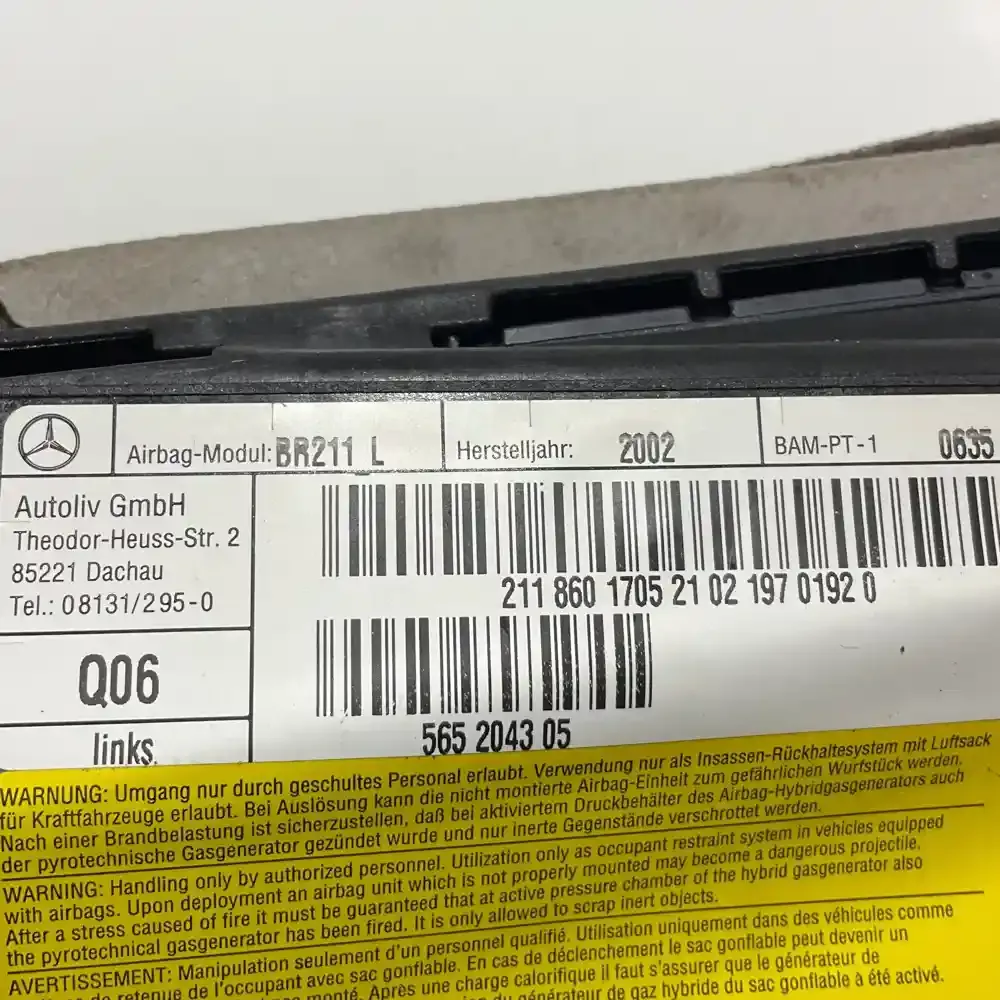 Airbag-Modul: BR211 L
Herstelljahr: 2002
BAM-PT-1 0635
Autoliv GmbH
Theodor-Heuss-Str. 2
85221 Dachau
Tel.: 08131/295-0
211 860 1705 21 02 197 0192 0
Q06
links
565 2043 05
WARNUNG: Umgang nur durch geschultes Personal erlaubt. Verwendung nur als Insassen-Rückhaltesystem mit Luftsack
für Kraftfahrzeuge erlaubt. Bei Auslösung kann die nicht montierte Airbag-Einheit zum gefährlichen Wurfstück werden.
Nach einer Brandbelastung ist sicherzustellen, daß bei aktiviertem Druckbehälter des Airbag-Hybridgasgenerators auch
der pyrotechnische Gasgenerator gezündet wurde und nur inerte Gegenstände verschrottet werden.
WARNING: Handling only by authorized personnel. Utilization only as occupant restraint system in vehicles equipped
with airbags. Upon deployment an airbag unit which is not properly mounted may become a dangerous projectile.
After a stress caused of fire it must be guaranteed that at active pressure chamber of the hybrid gasgenerator also
the pyrotechnical gasgenerator has been fired. It is only allowed to scrap inert objects.
AVERTISSEMENT: Manipulation seulement d'un personnel qualifié. Utilisation uniquement dans des véhicules comme
de retenue de l'occupant avec sac gonflable. En cas de déclenchement le sac gonflable peut devenir un
monté. Après une charge calorifique il faut s'assurer que le générateur de
du générateur de gaz hybride du sac gonflable a été activé.